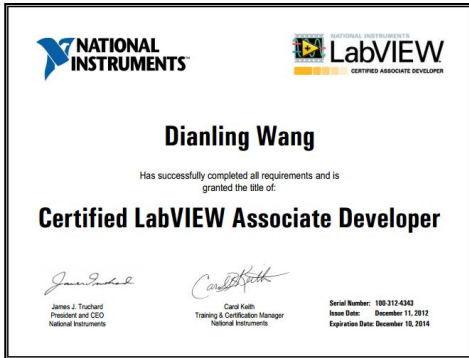 NATIONAL
INSTRUMENTS™
NATIONAL INSTRUMENTS
LabVIEW
CERTIFIED ASSOCIATE DEVELOPER
Dianling Wang
Has successfully completed all requirements and is
granted the title of:
Certified LabVIEW Associate Developer
James J. Truchard
President and CEO
National Instruments
Carol Keith
Training & Certification Manager
National Instruments
Serial Number: 100-312-4343
Issue Date: December 11, 2012
Expiration Date: December 10, 2014